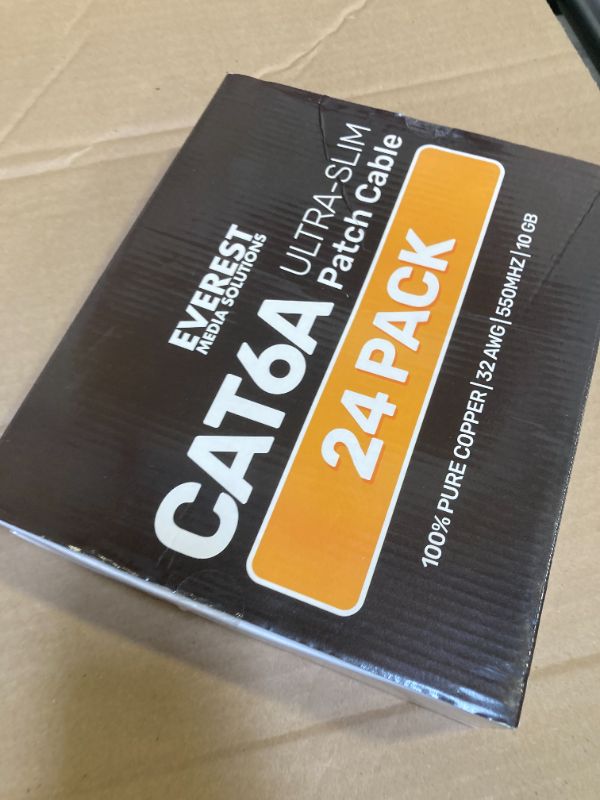 EVEREST
MEDIA SOLUTIONS
CAT6A
ULTRA-SLIM
Patch Cable
24 PACK
100% PURE COPPER | 32 AWG | 550MHZ | 10 GB